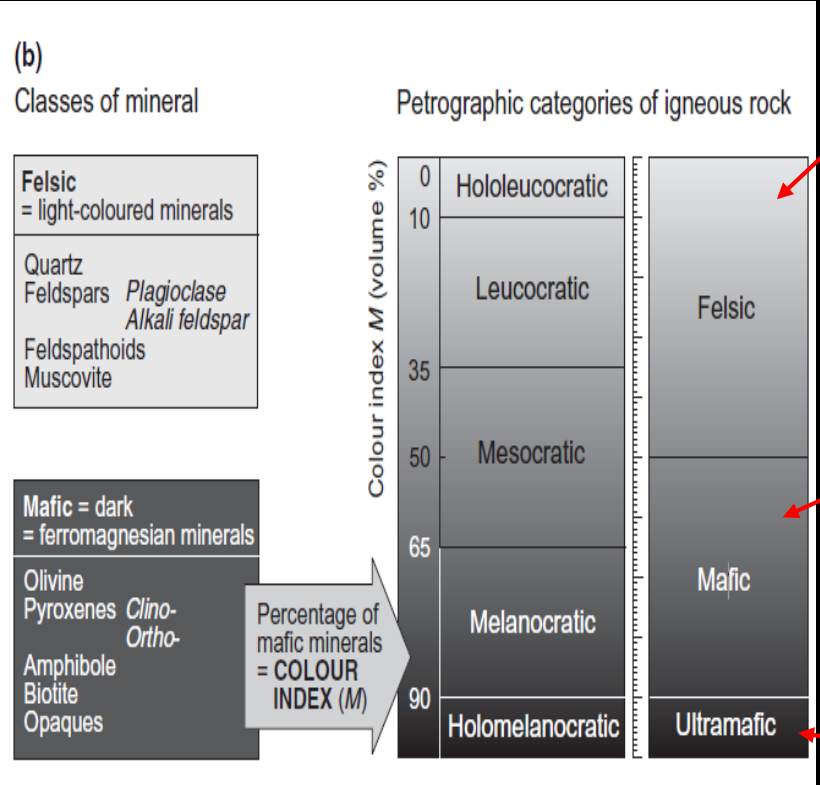 (b)
Classes of mineral
Felsic
= light-coloured minerals
Quartz
Feldspars Plagioclase
Alkali feldspar
Feldspathoids
Muscovite
Mafic = dark
= ferromagnesian minerals
Olivine
Pyroxenes Clino-
Ortho-
Amphibole
Biotite
Opaques
Percentage of
mafic minerals
= COLOUR
INDEX (M)
Petrographic categories of igneous rock
Colour index M (volume %)
0
10
35
50
65
90
Hololeucocratic
Leucocratic
Mesocratic
Melanocratic
Holomelanocratic
Felsic
Mafic
Ultramafic